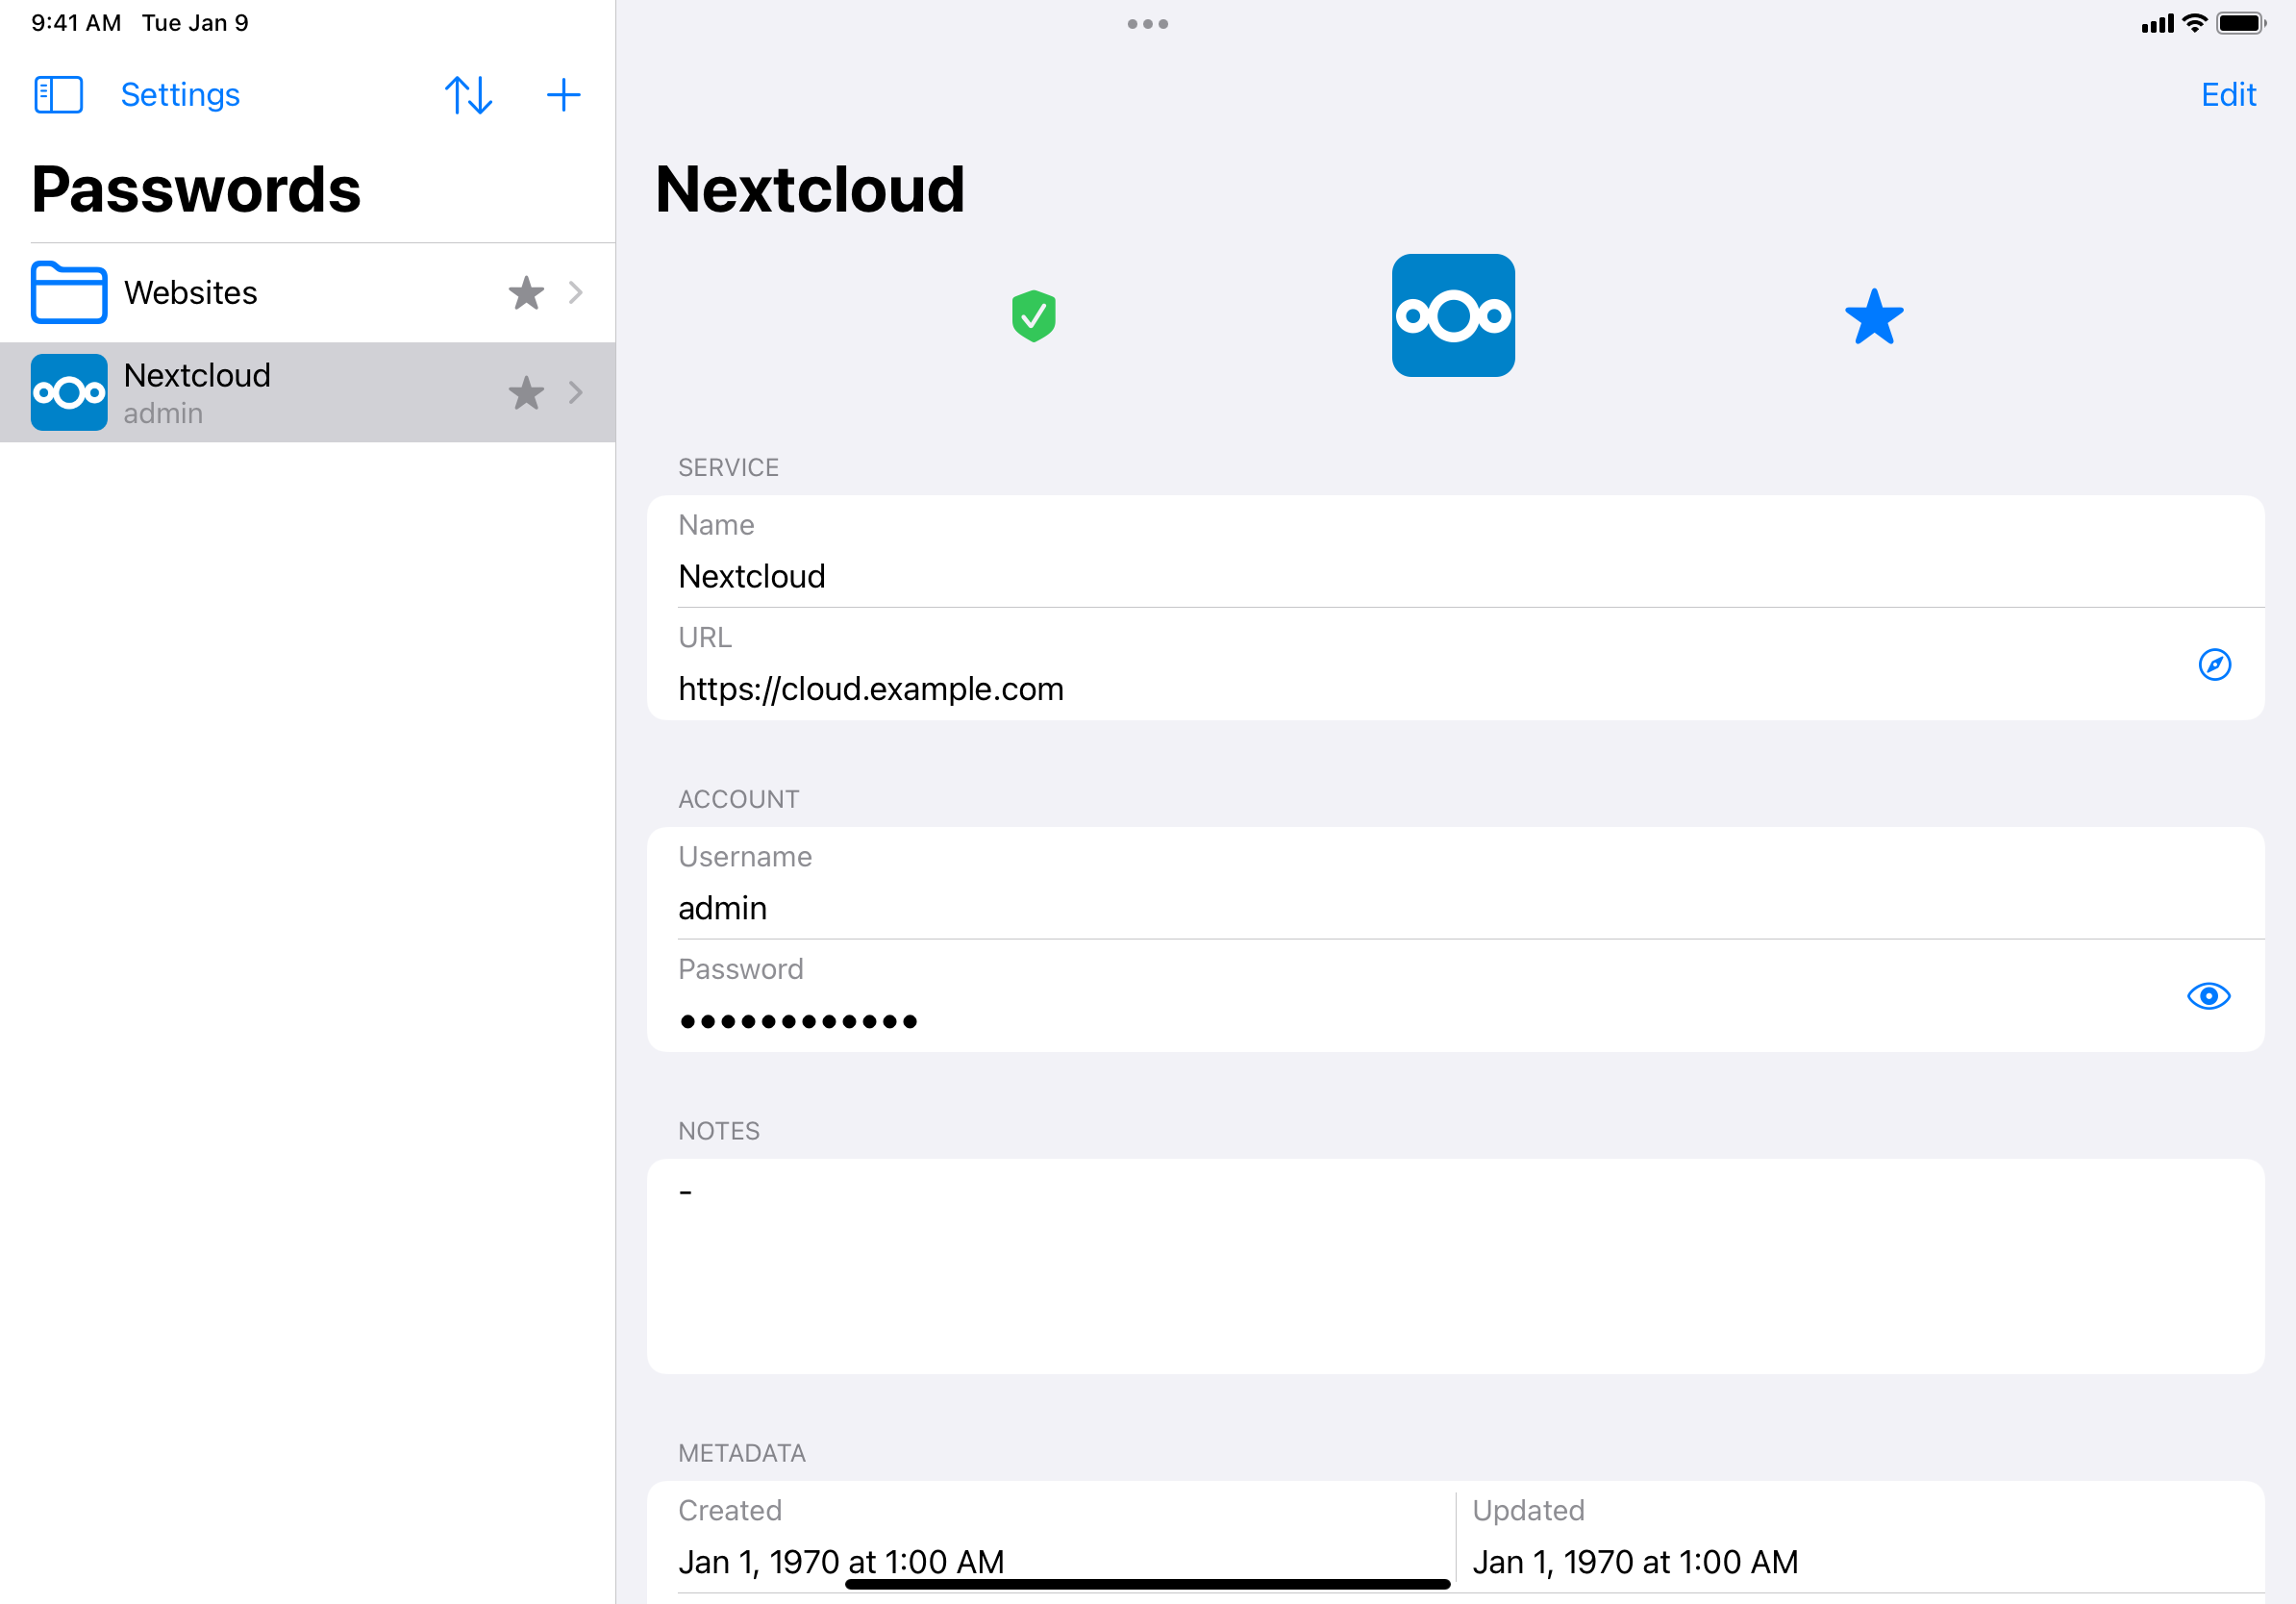 9:41 AM Tue Jan 9
Settings
Edit
Passwords
Websites
Nextcloud
admin
Nextcloud
SERVICE
Name
Nextcloud
URL
https://cloud.example.com
ACCOUNT
Username
admin
Password
●●●●●●●●●●●●
NOTES
-
METADATA
Created
Jan 1, 1970 at 1:00 AM
Updated
Jan 1, 1970 at 1:00 AM